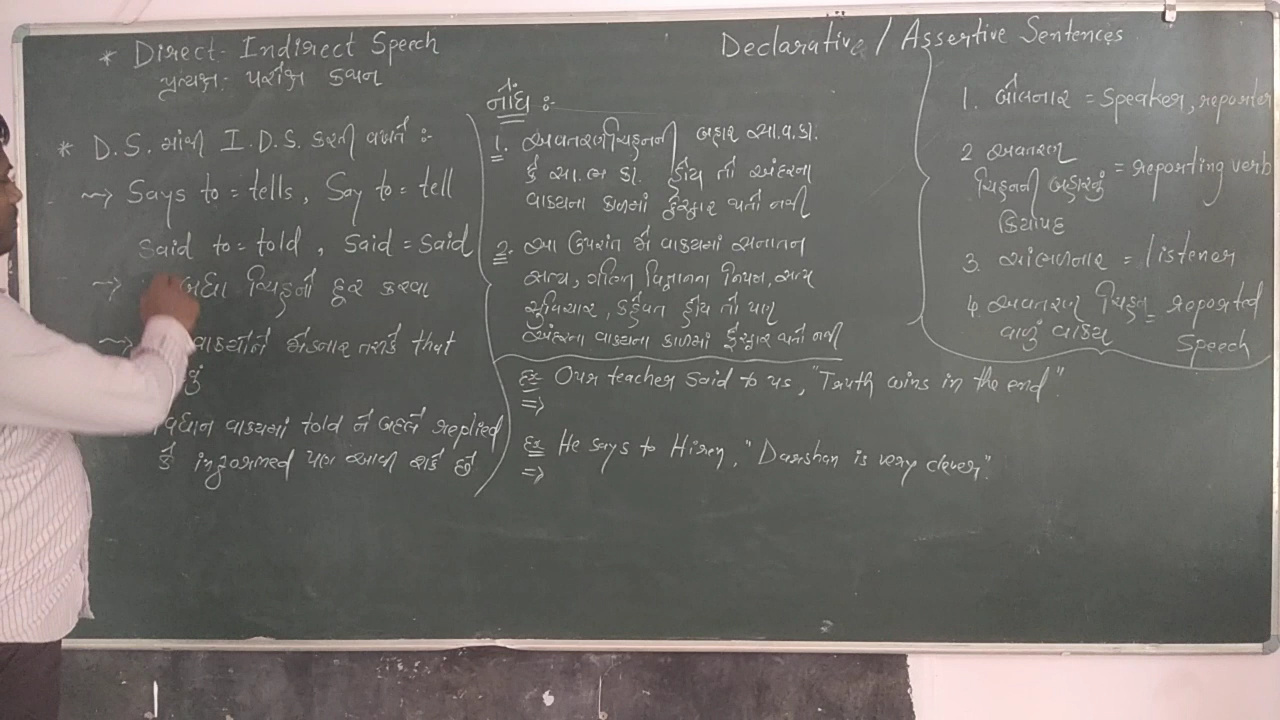 * Direct - Indirect Speech
પ્રત્યક્ષ - પરોક્ષ કથન
Declarative / Assertive Sentences
* D.S. માંથી I.D.S. કરતી વખતે :-
~> Says to = tells, Say to = tell
Said to = told, Said = Said
~> બધા ચિહ્નો દૂર કરવા
~> વાક્યોને જોડનાર તરીકે that
વિધાન વાક્યમાં told ને બદલે replied
કે informed પણ આવી શકે છે
નોંધ :-
1. અવતરણચિહ્નની બહાર સા.વ.કા.
કે સા.ભ કા. હોય તો અંદરના
વાક્યના કાળમાં ફેરફાર થતો નથી
2. આ ઉપરાંત જો વાક્યમાં સનાતન
સત્ય, ગણિત વિજ્ઞાનના નિયમ,
સુવિચાર, કહેવત હોય તો પણ
અંદરના વાક્યના કાળમાં ફેરફાર થતો નથી
1. બોલનાર = Speaker, reporter
2 અવતરણ
ચિહ્નની બહારનું = reporting verb
ક્રિયાપદ
3. સાંભળનાર = listener
4. અવતરણ ચિહ્ન = reported
વાળું વાક્ય Speech
Ex Our teacher said to us, "Truth wins in the end"
=>
Ex He says to Hiren, "Darshan is very clever".
=>